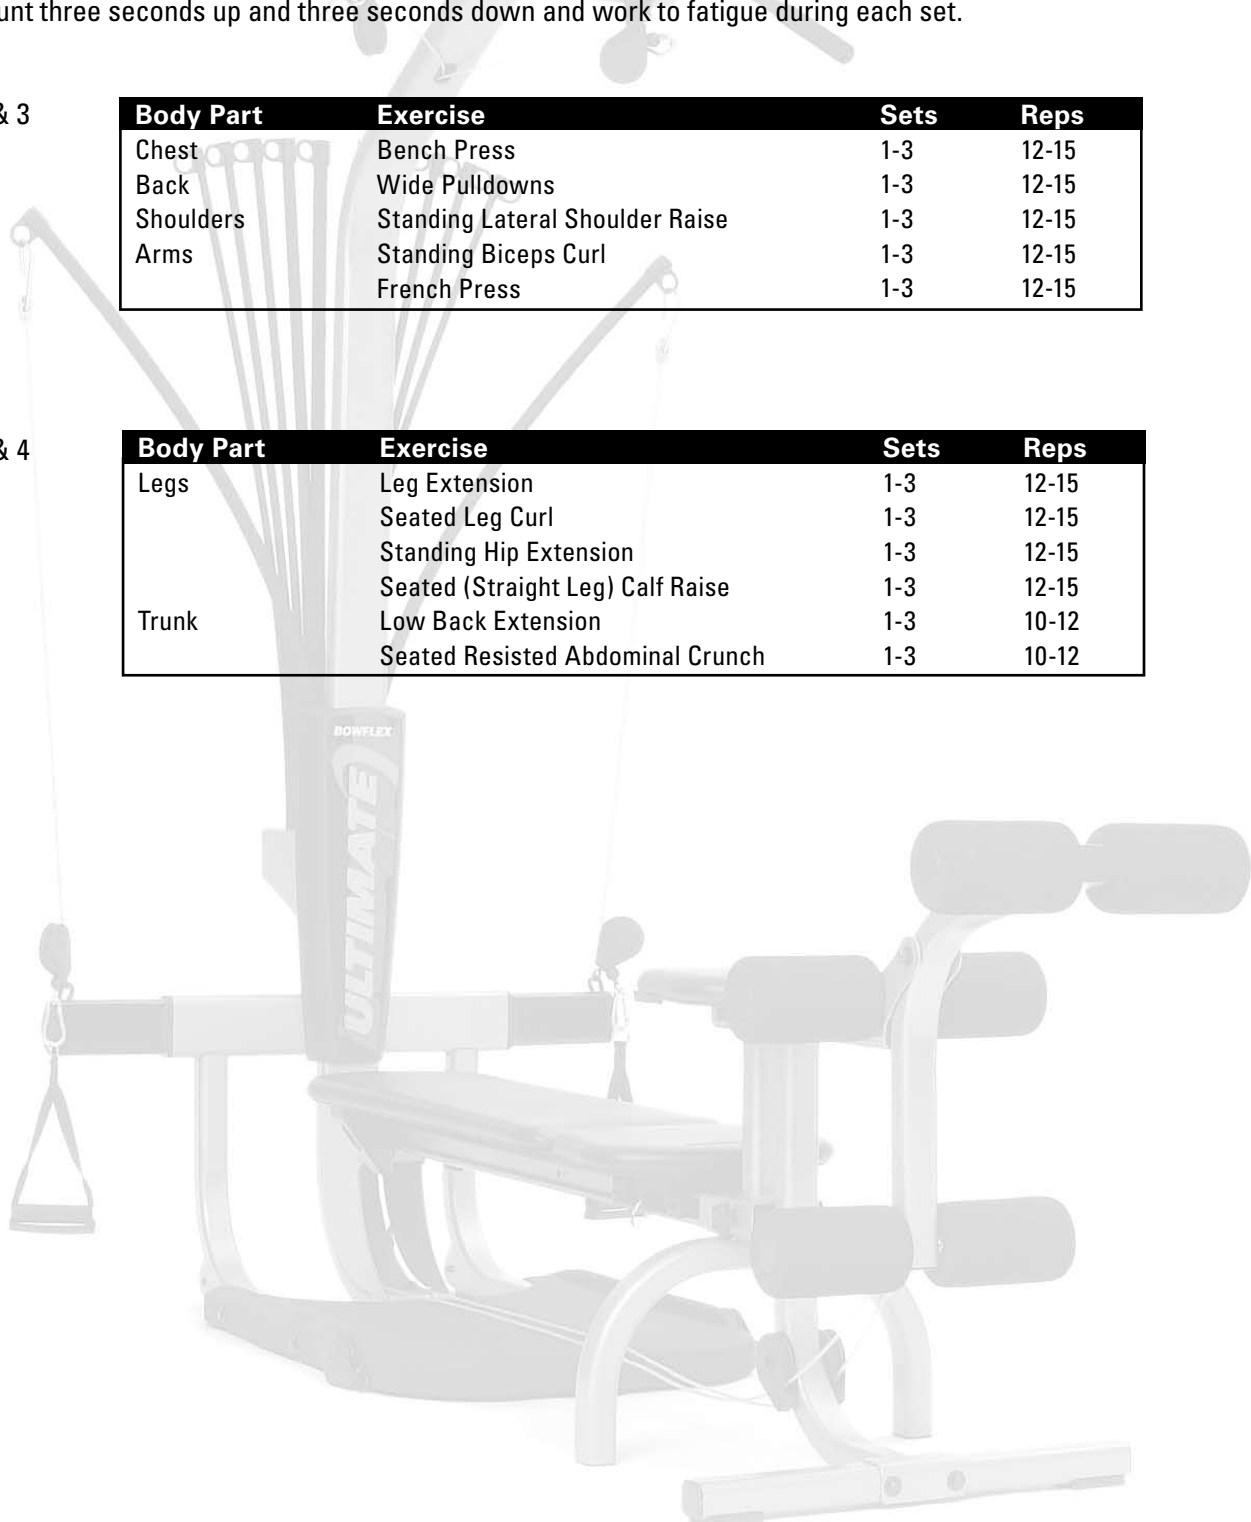 unt three seconds up and three seconds down and work to fatigue during each set.
& 3
Body Part Exercise Sets Reps
Chest Bench Press 1-3 12-15
Back Wide Pulldowns 1-3 12-15
Shoulders Standing Lateral Shoulder Raise 1-3 12-15
Arms Standing Biceps Curl 1-3 12-15
French Press 1-3 12-15
& 4
Body Part Exercise Sets Reps
Legs Leg Extension 1-3 12-15
Seated Leg Curl 1-3 12-15
Standing Hip Extension 1-3 12-15
Seated (Straight Leg) Calf Raise 1-3 12-15
Trunk Low Back Extension 1-3 10-12
Seated Resisted Abdominal Crunch 1-3 10-12
BOWFLEX
ULTIMATE